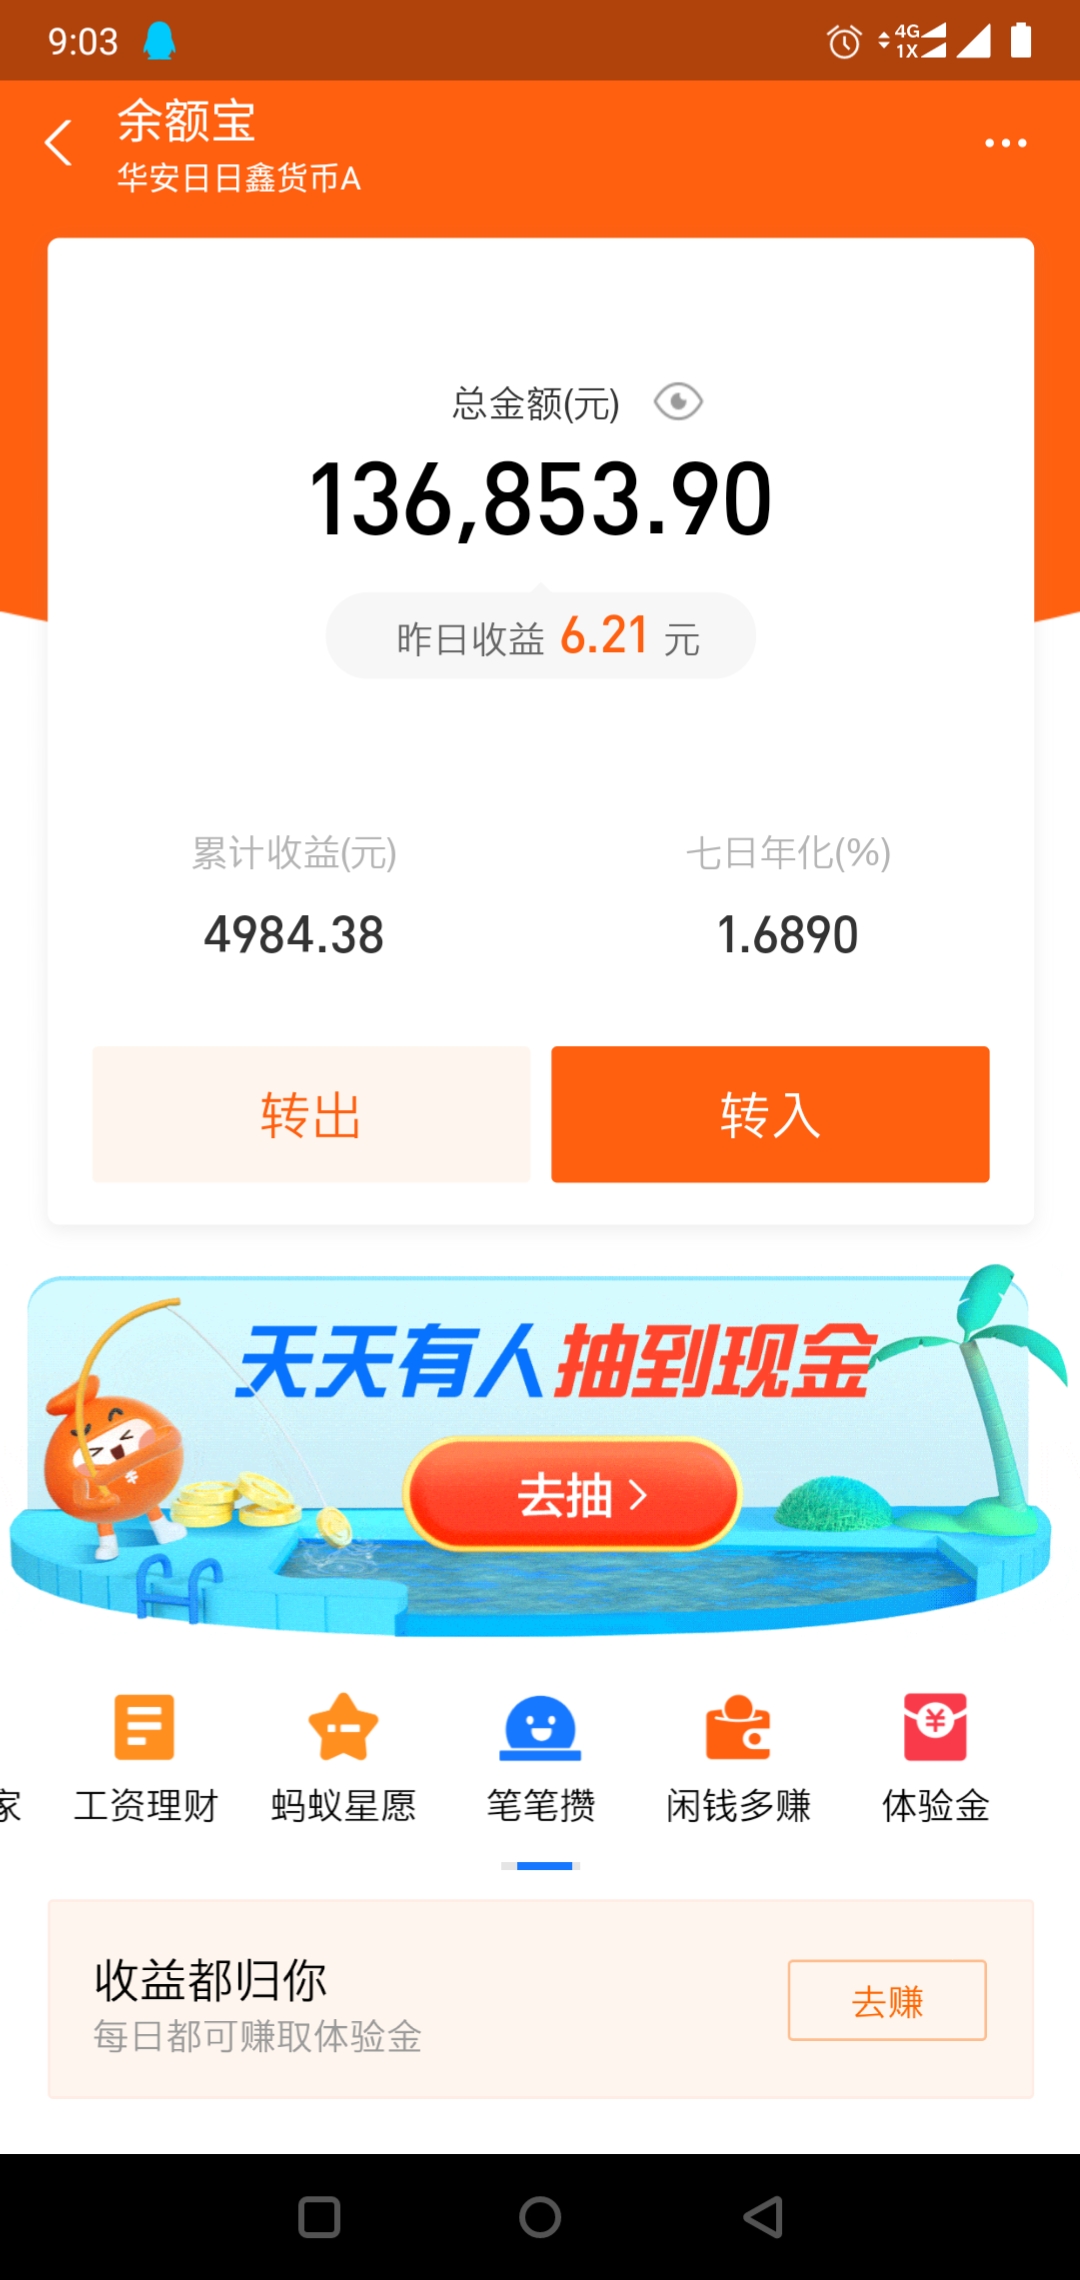 9:03
4G
1X
余额宝
华安日日鑫货币A
总金额(元)
136,853.90
昨日收益 6.21 元
累计收益(元) 七日年化(%)
4984.38 1.6890
转出 转入
天天有人抽到现金
去抽
家 工资理财 蚂蚁星愿 笔笔攒 闲钱多赚 体验金
收益都归你
每日都可赚取体验金
去赚